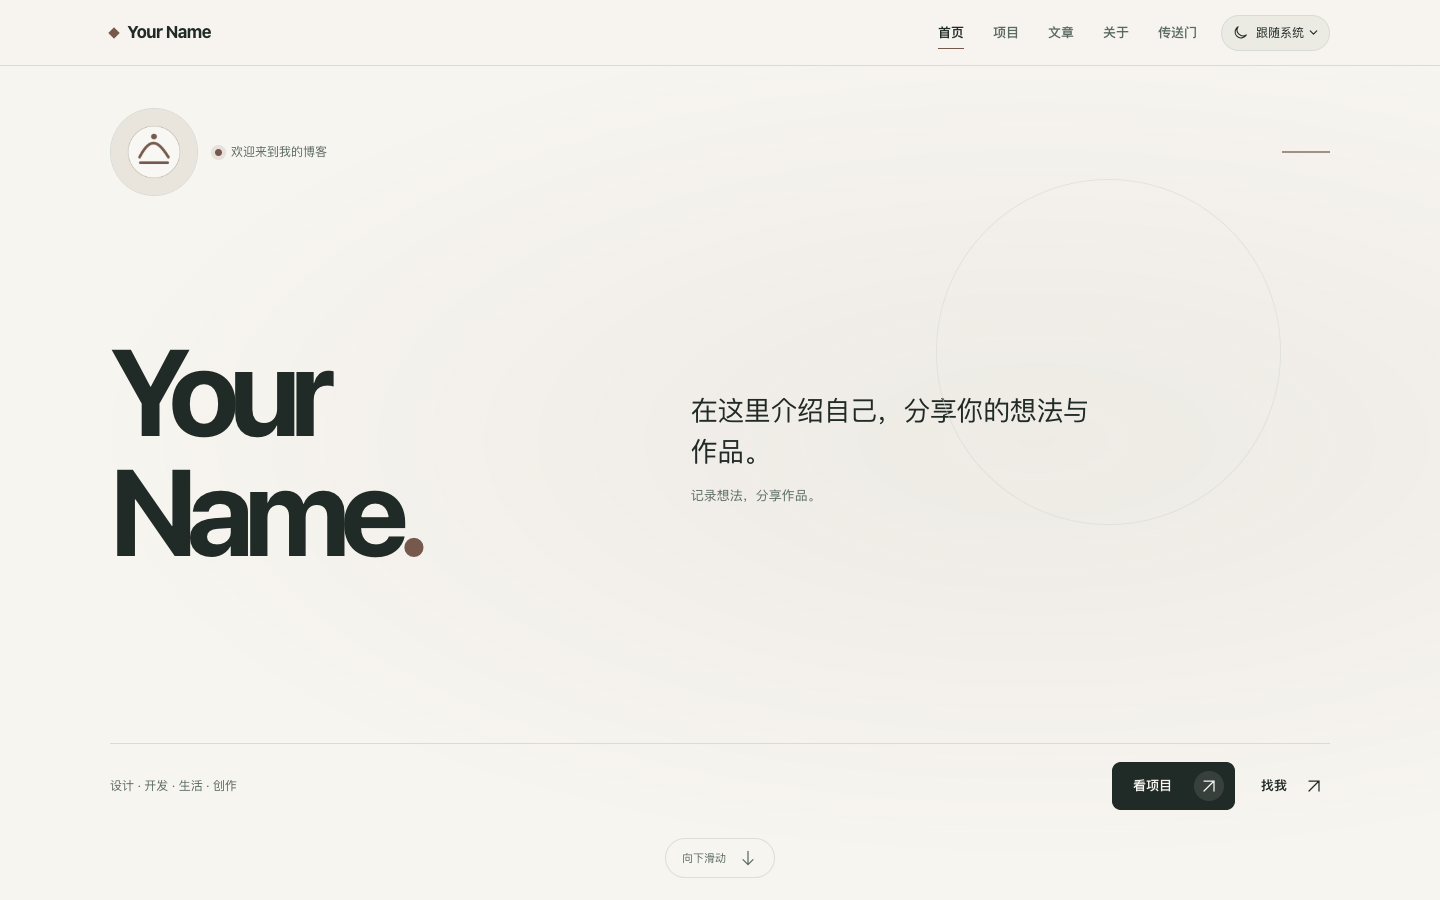 Your Name
首页 项目 文章 关于 传送门 跟随系统
欢迎来到我的博客
Your
Name.
在这里介绍自己，分享你的想法与
作品。
记录想法，分享作品。
设计 · 开发 · 生活 · 创作
看项目 找我
向下滑动